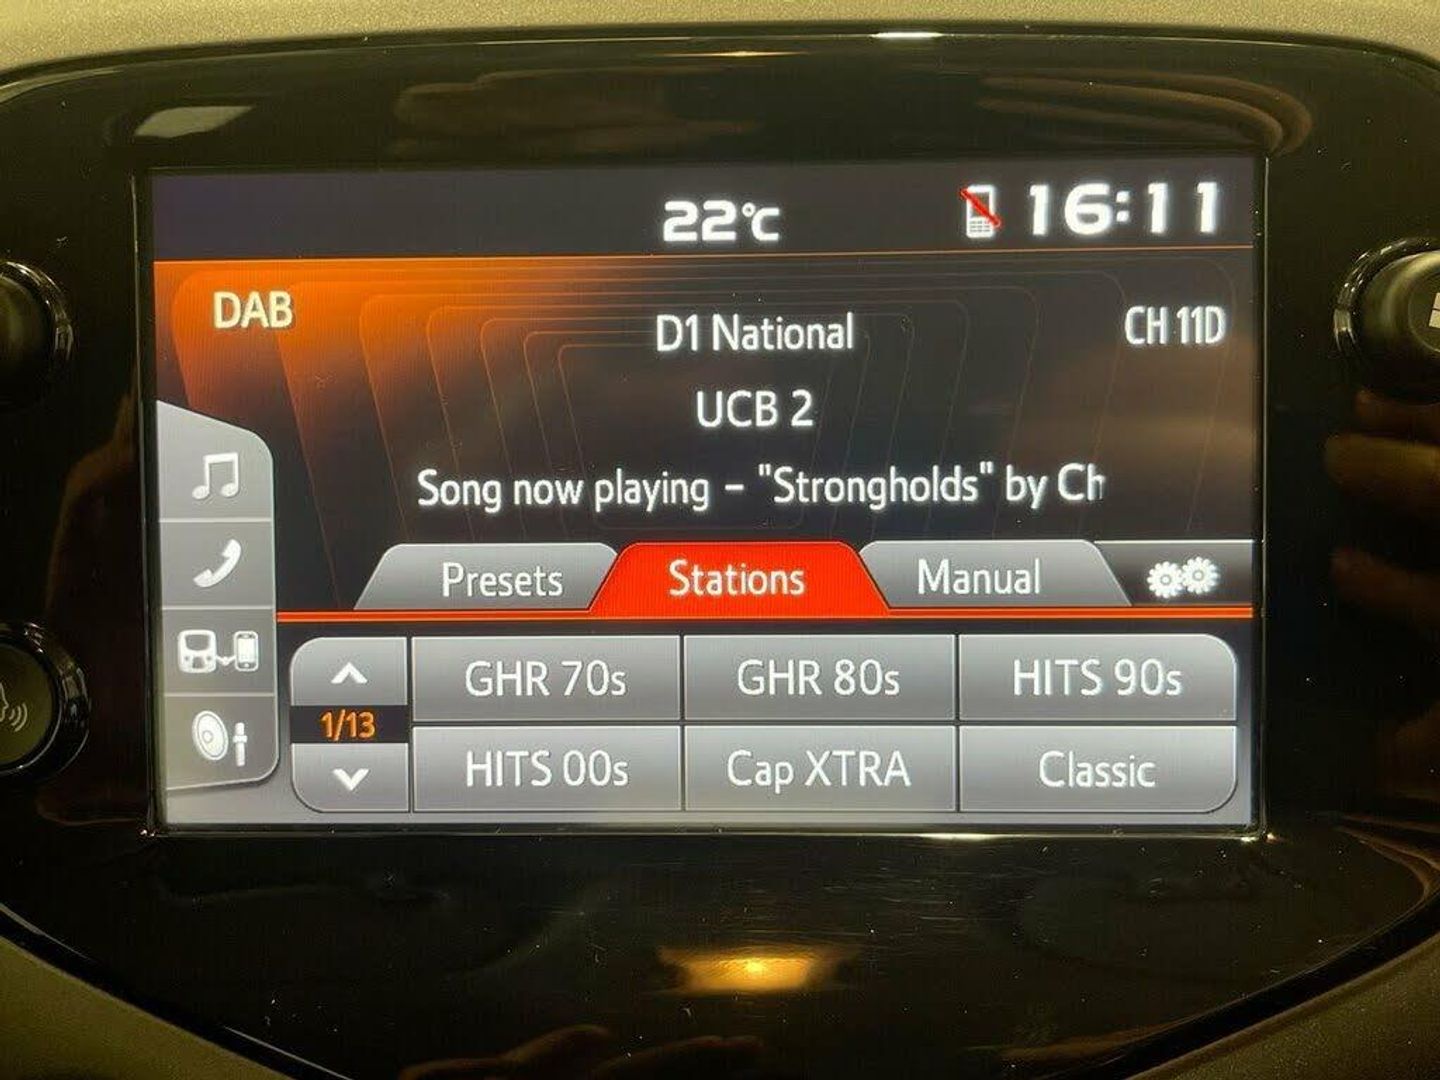 22°C
16:11
DAB
D1 National
CH 11D
UCB 2
Song now playing - "Strongholds" by Ch
Presets
Stations
Manual
GHR 70s
GHR 80s
HITS 90s
1/13
HITS 00s
Cap XTRA
Classic